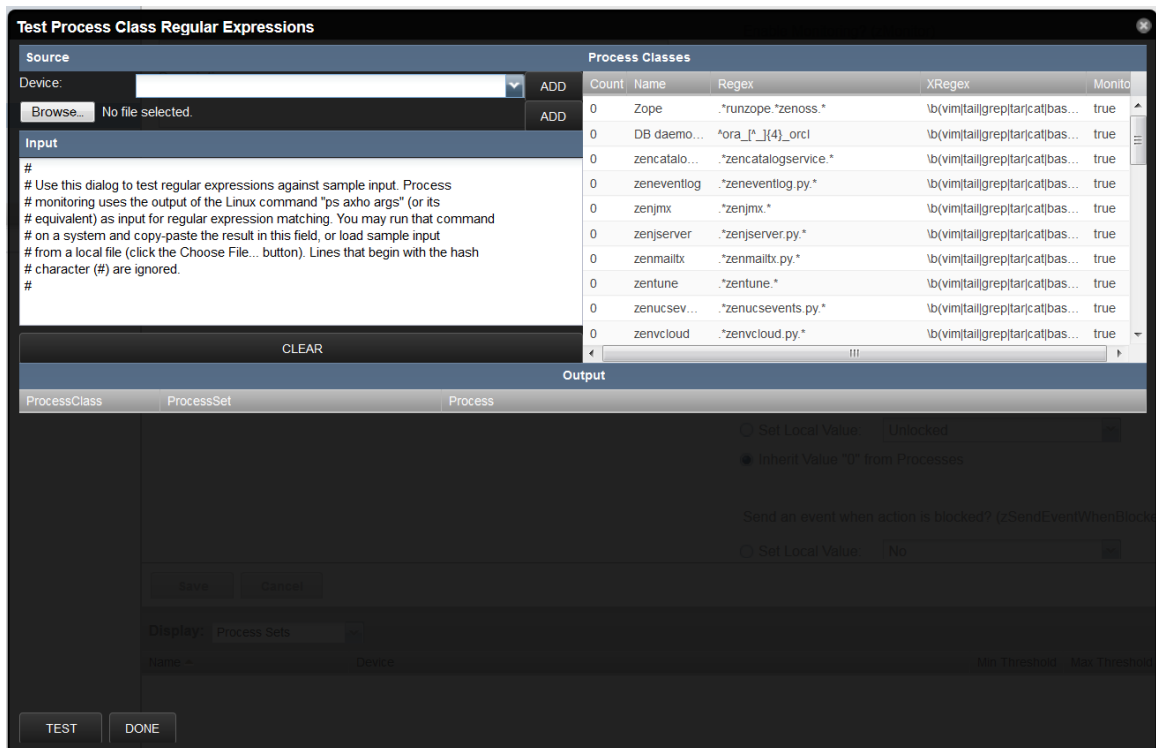 Test Process Class Regular Expressions
Source
Device:
ADD
Browse... No file selected.
ADD
Input
#
# Use this dialog to test regular expressions against sample input. Process
# monitoring uses the output of the Linux command "ps axho args" (or its
# equivalent) as input for regular expression matching. You may run that command
# on a system and copy-paste the result in this field, or load sample input
# from a local file (click the Choose File... button). Lines that begin with the hash
# character (#) are ignored.
#
CLEAR
Process Classes
Count Name Regex XRegex Monito
0 Zope .*runzope.*zenoss.* \b(vim|tail|grep|tar|cat|bas... true
0 DB daemo... ^ora_[^_]{4}_orcl \b(vim|tail|grep|tar|cat|bas... true
0 zencatalo... .*zencatalogservice.* \b(vim|tail|grep|tar|cat|bas... true
0 zeneventlog .*zeneventlog.py.* \b(vim|tail|grep|tar|cat|bas... true
0 zenjmx .*zenjmx.* \b(vim|tail|grep|tar|cat|bas... true
0 zenjserver .*zenjserver.py.* \b(vim|tail|grep|tar|cat|bas... true
0 zenmailtx .*zenmailtx.py.* \b(vim|tail|grep|tar|cat|bas... true
0 zentune .*zentune.* \b(vim|tail|grep|tar|cat|bas... true
0 zenucsev... .*zenucsevents.py.* \b(vim|tail|grep|tar|cat|bas... true
0 zenvcloud .*zenvcloud.py.* \b(vim|tail|grep|tar|cat|bas... true
Output
ProcessClass ProcessSet Process
Set Local Value: Unlocked
Inherit Value "0" from Processes
Send an event when action is blocked? (zSendEventWhenBlocke
Set Local Value: No
Save Cancel
Display: Process Sets
Name Device Min Threshold Max Threshold
TEST DONE